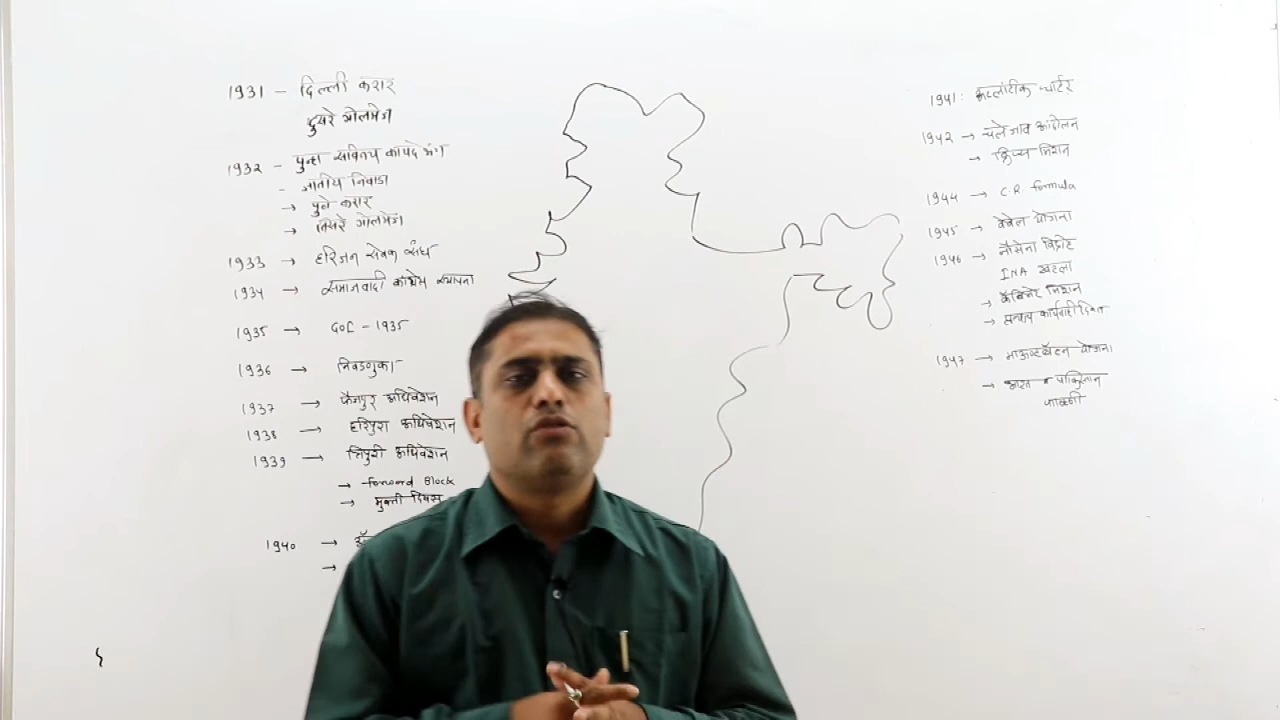 1931 - दिल्ली करार
दुसरे गोलमेज
1932 - पुन्हा सविनय कायदेभंग
- जातीय निवाडा
→ पुणे करार
→ तिसरे गोलमेज
1933 → हरिजन सेवक संघ
1934 → समाजवादी काँग्रेस स्थापना
1935 → GOI - 1935
1936 → निवडणुका
1937 → फैजपुर अधिवेशन
1938 → हरिपुरा अधिवेशन
1939 → त्रिपुरी अधिवेशन
→ Forward Block
→ मुक्ती दिवस
1940 →
→
1941: अटलांटीक चार्टर
1942 → चले जाव आंदोलन
→ क्रिप्स मिशन
1944 → C.R. formula
1945 → वेवेल योजना
1946 → नौसेना विद्रोह
INA खटला
→ कॅबिनेट मिशन
→ प्रत्यक्ष कार्यवाही दिन
1947 → माऊन्टबॅटन योजना
→ भारत व पाकिस्तान
फाळणी